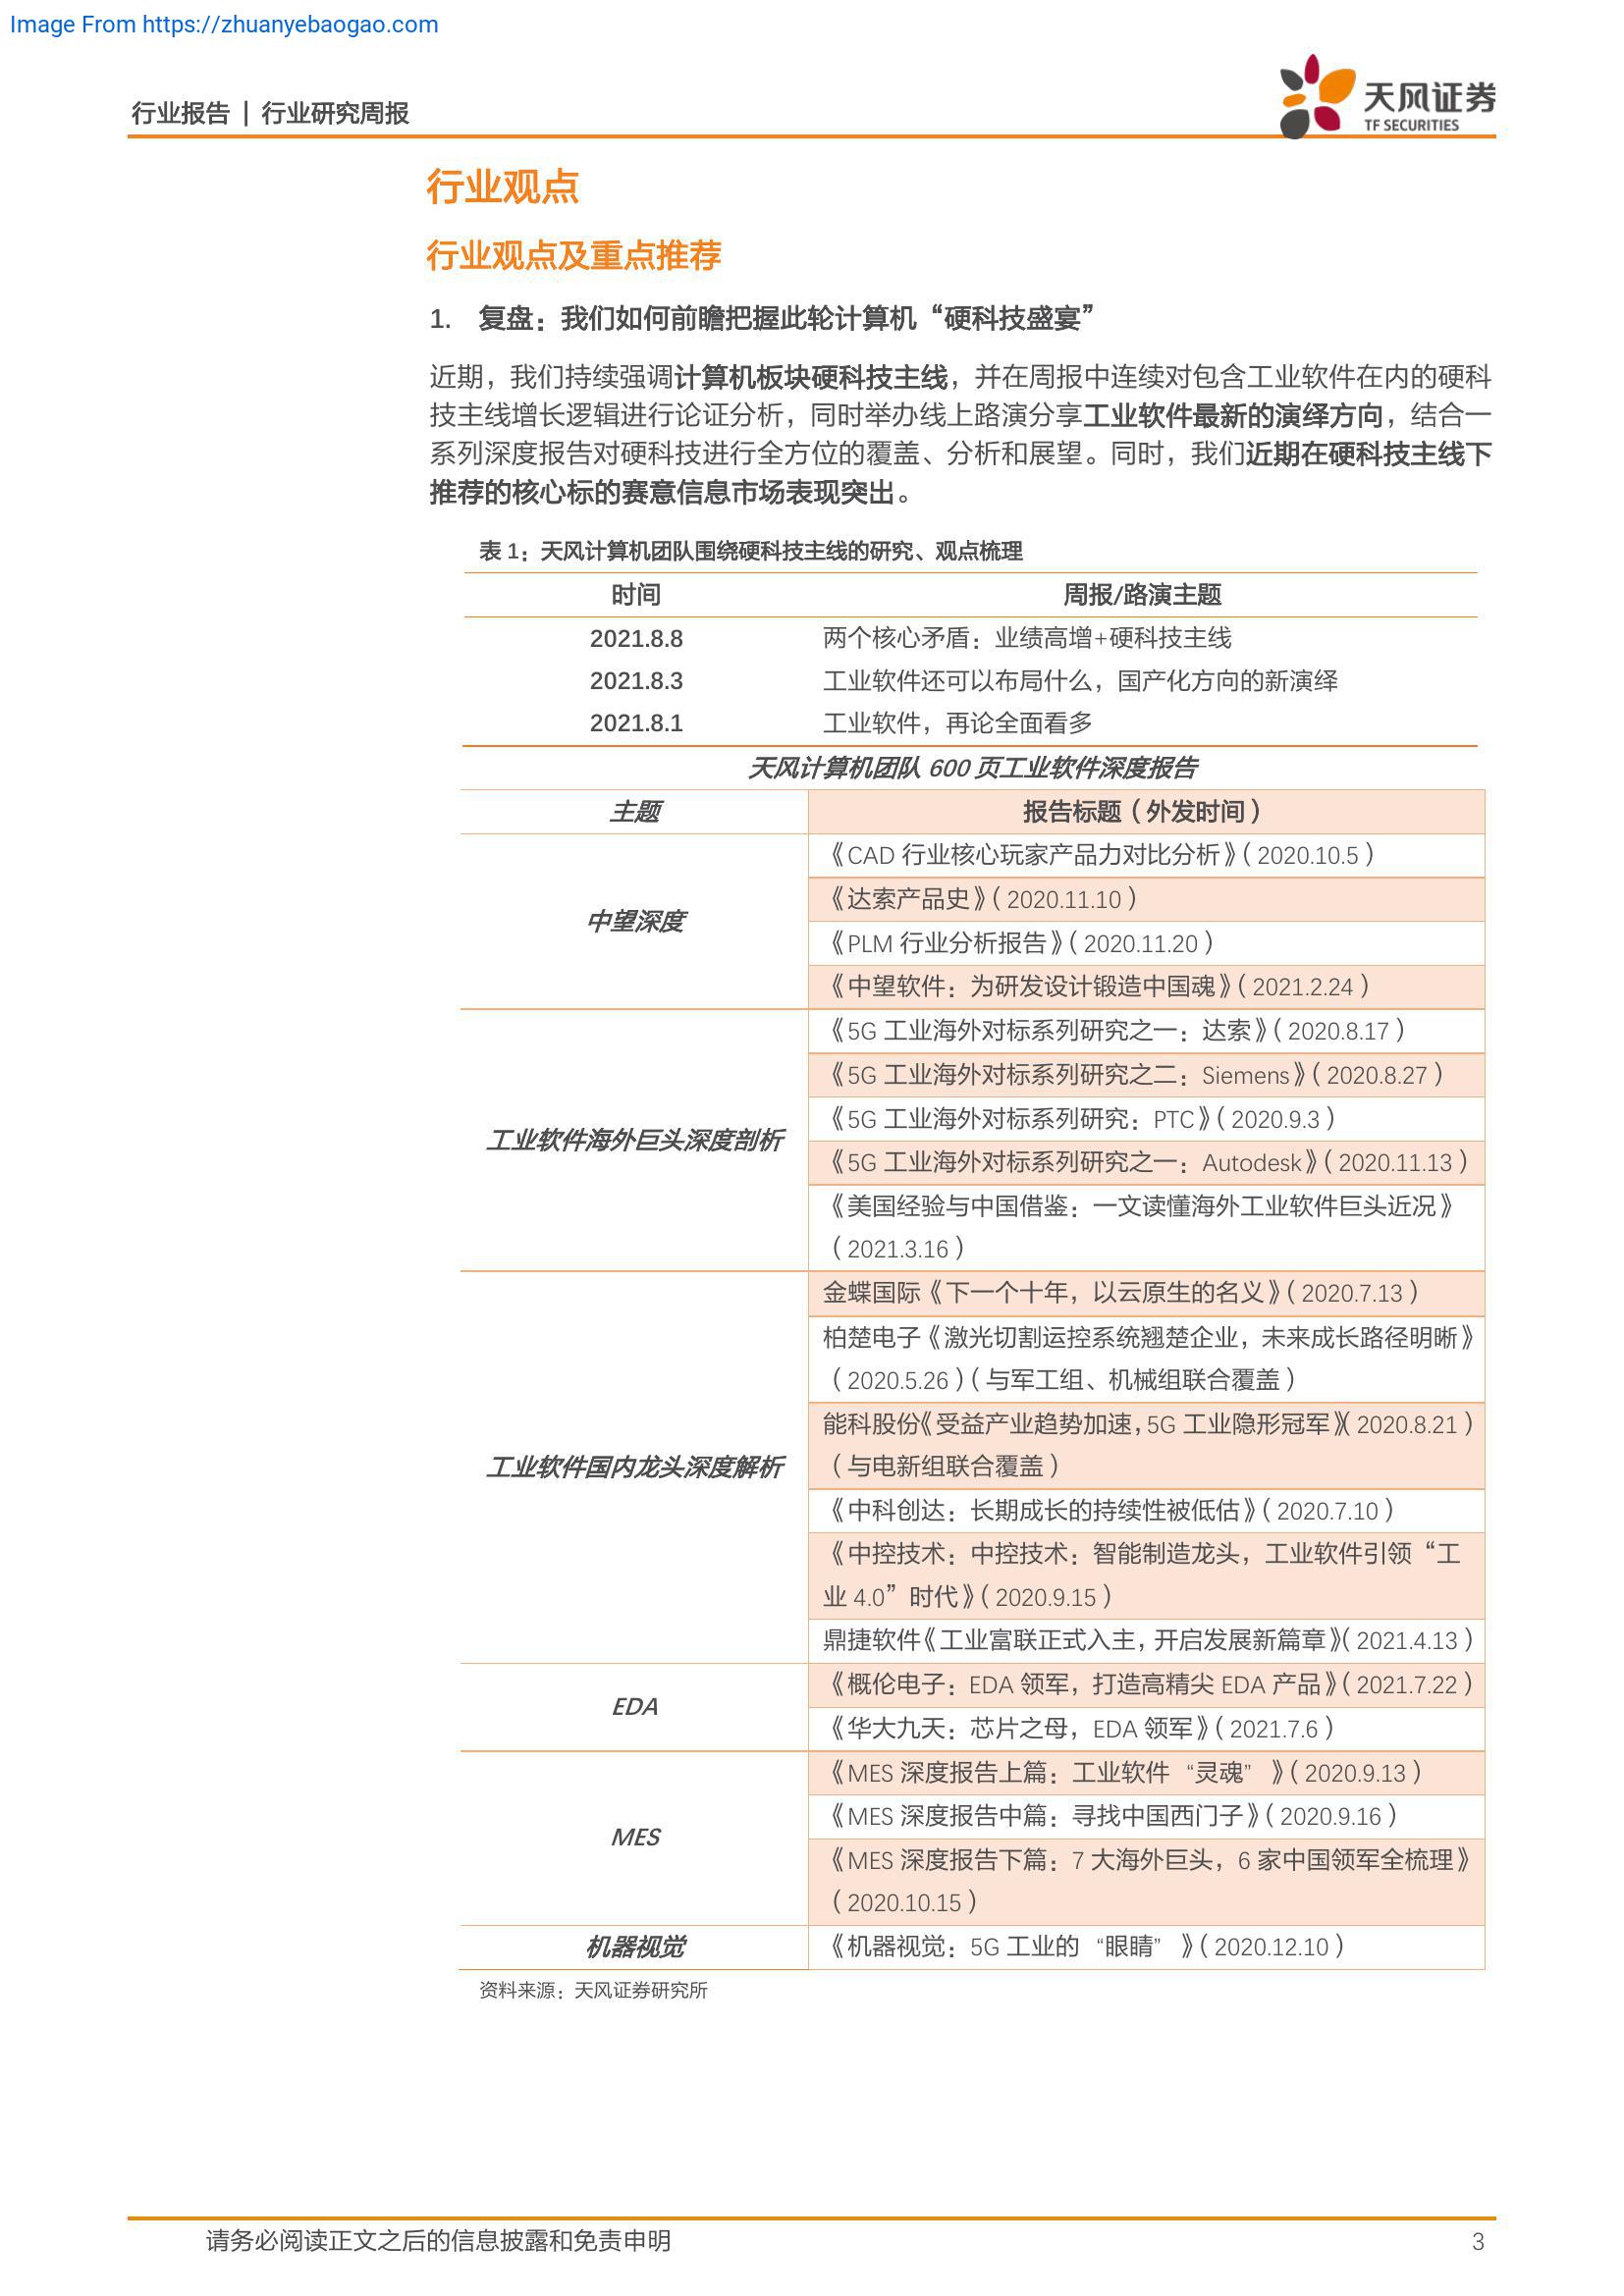 Image From https://zhuanyebaogao.com
行业报告 | 行业研究周报
天风证券
TF SECURITIES
行业观点
行业观点及重点推荐
1. 复盘：我们如何前瞻把握此轮计算机“硬科技盛宴”
近期，我们持续强调计算机板块硬科技主线，并在周报中连续对包含工业软件在内的硬科
技主线增长逻辑进行论证分析，同时举办线上路演分享工业软件最新的演绎方向，结合一
系列深度报告对硬科技进行全方位的覆盖、分析和展望。同时，我们近期在硬科技主线下
推荐的核心标的赛意信息市场表现突出。
表 1：天风计算机团队围绕硬科技主线的研究、观点梳理
时间 周报/路演主题
2021.8.8 两个核心矛盾：业绩高增+硬科技主线
2021.8.3 工业软件还可以布局什么，国产化方向的新演绎
2021.8.1 工业软件，再论全面看多
天风计算机团队 600 页工业软件深度报告
主题 报告标题（外发时间）
中望深度
《CAD 行业核心玩家产品力对比分析》（2020.10.5）
《达索产品史》（2020.11.10）
《PLM 行业分析报告》（2020.11.20）
《中望软件：为研发设计锻造中国魂》（2021.2.24）
工业软件海外巨头深度剖析
《5G 工业海外对标系列研究之一：达索》（2020.8.17）
《5G 工业海外对标系列研究之二：Siemens》（2020.8.27）
《5G 工业海外对标系列研究：PTC》（2020.9.3）
《5G 工业海外对标系列研究之一：Autodesk》（2020.11.13）
《美国经验与中国借鉴：一文读懂海外工业软件巨头近况》
（2021.3.16）
工业软件国内龙头深度解析
金蝶国际《下一个十年，以云原生的名义》（2020.7.13）
柏楚电子《激光切割运控系统翘楚企业，未来成长路径明晰》
（2020.5.26）（与军工组、机械组联合覆盖）
能科股份《受益产业趋势加速，5G 工业隐形冠军》（2020.8.21）
（与电新组联合覆盖）
《中科创达：长期成长的持续性被低估》（2020.7.10）
《中控技术：中控技术：智能制造龙头，工业软件引领“工
业 4.0”时代》（2020.9.15）
鼎捷软件《工业富联正式入主，开启发展新篇章》（2021.4.13）
EDA
《概伦电子：EDA 领军，打造高精尖 EDA 产品》（2021.7.22）
《华大九天：芯片之母，EDA 领军》（2021.7.6）
MES
《MES 深度报告上篇：工业软件 “灵魂” 》（2020.9.13）
《MES 深度报告中篇：寻找中国西门子》（2020.9.16）
《MES 深度报告下篇：7 大海外巨头，6 家中国领军全梳理》
（2020.10.15）
机器视觉
《机器视觉：5G 工业的 “眼睛” 》（2020.12.10）
资料来源：天风证券研究所
请务必阅读正文之后的信息披露和免责申明 3